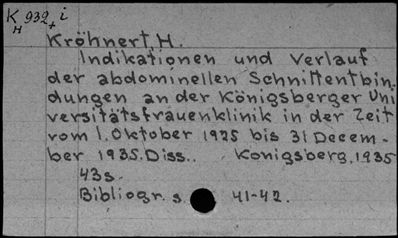 K 932, i
H +
Kröhnert H.
Indikationen und Verlauf
der abdominellen Schnittentbin,
dungen an der Königsberger Uni
versitätsfrauenklinik in der Zeit
vom 1. Oktober 1925 bis 31 Decem-
ber 1935. Diss.. Konigsberg, 1935
43s.
Bibliogr. s. 41-42.